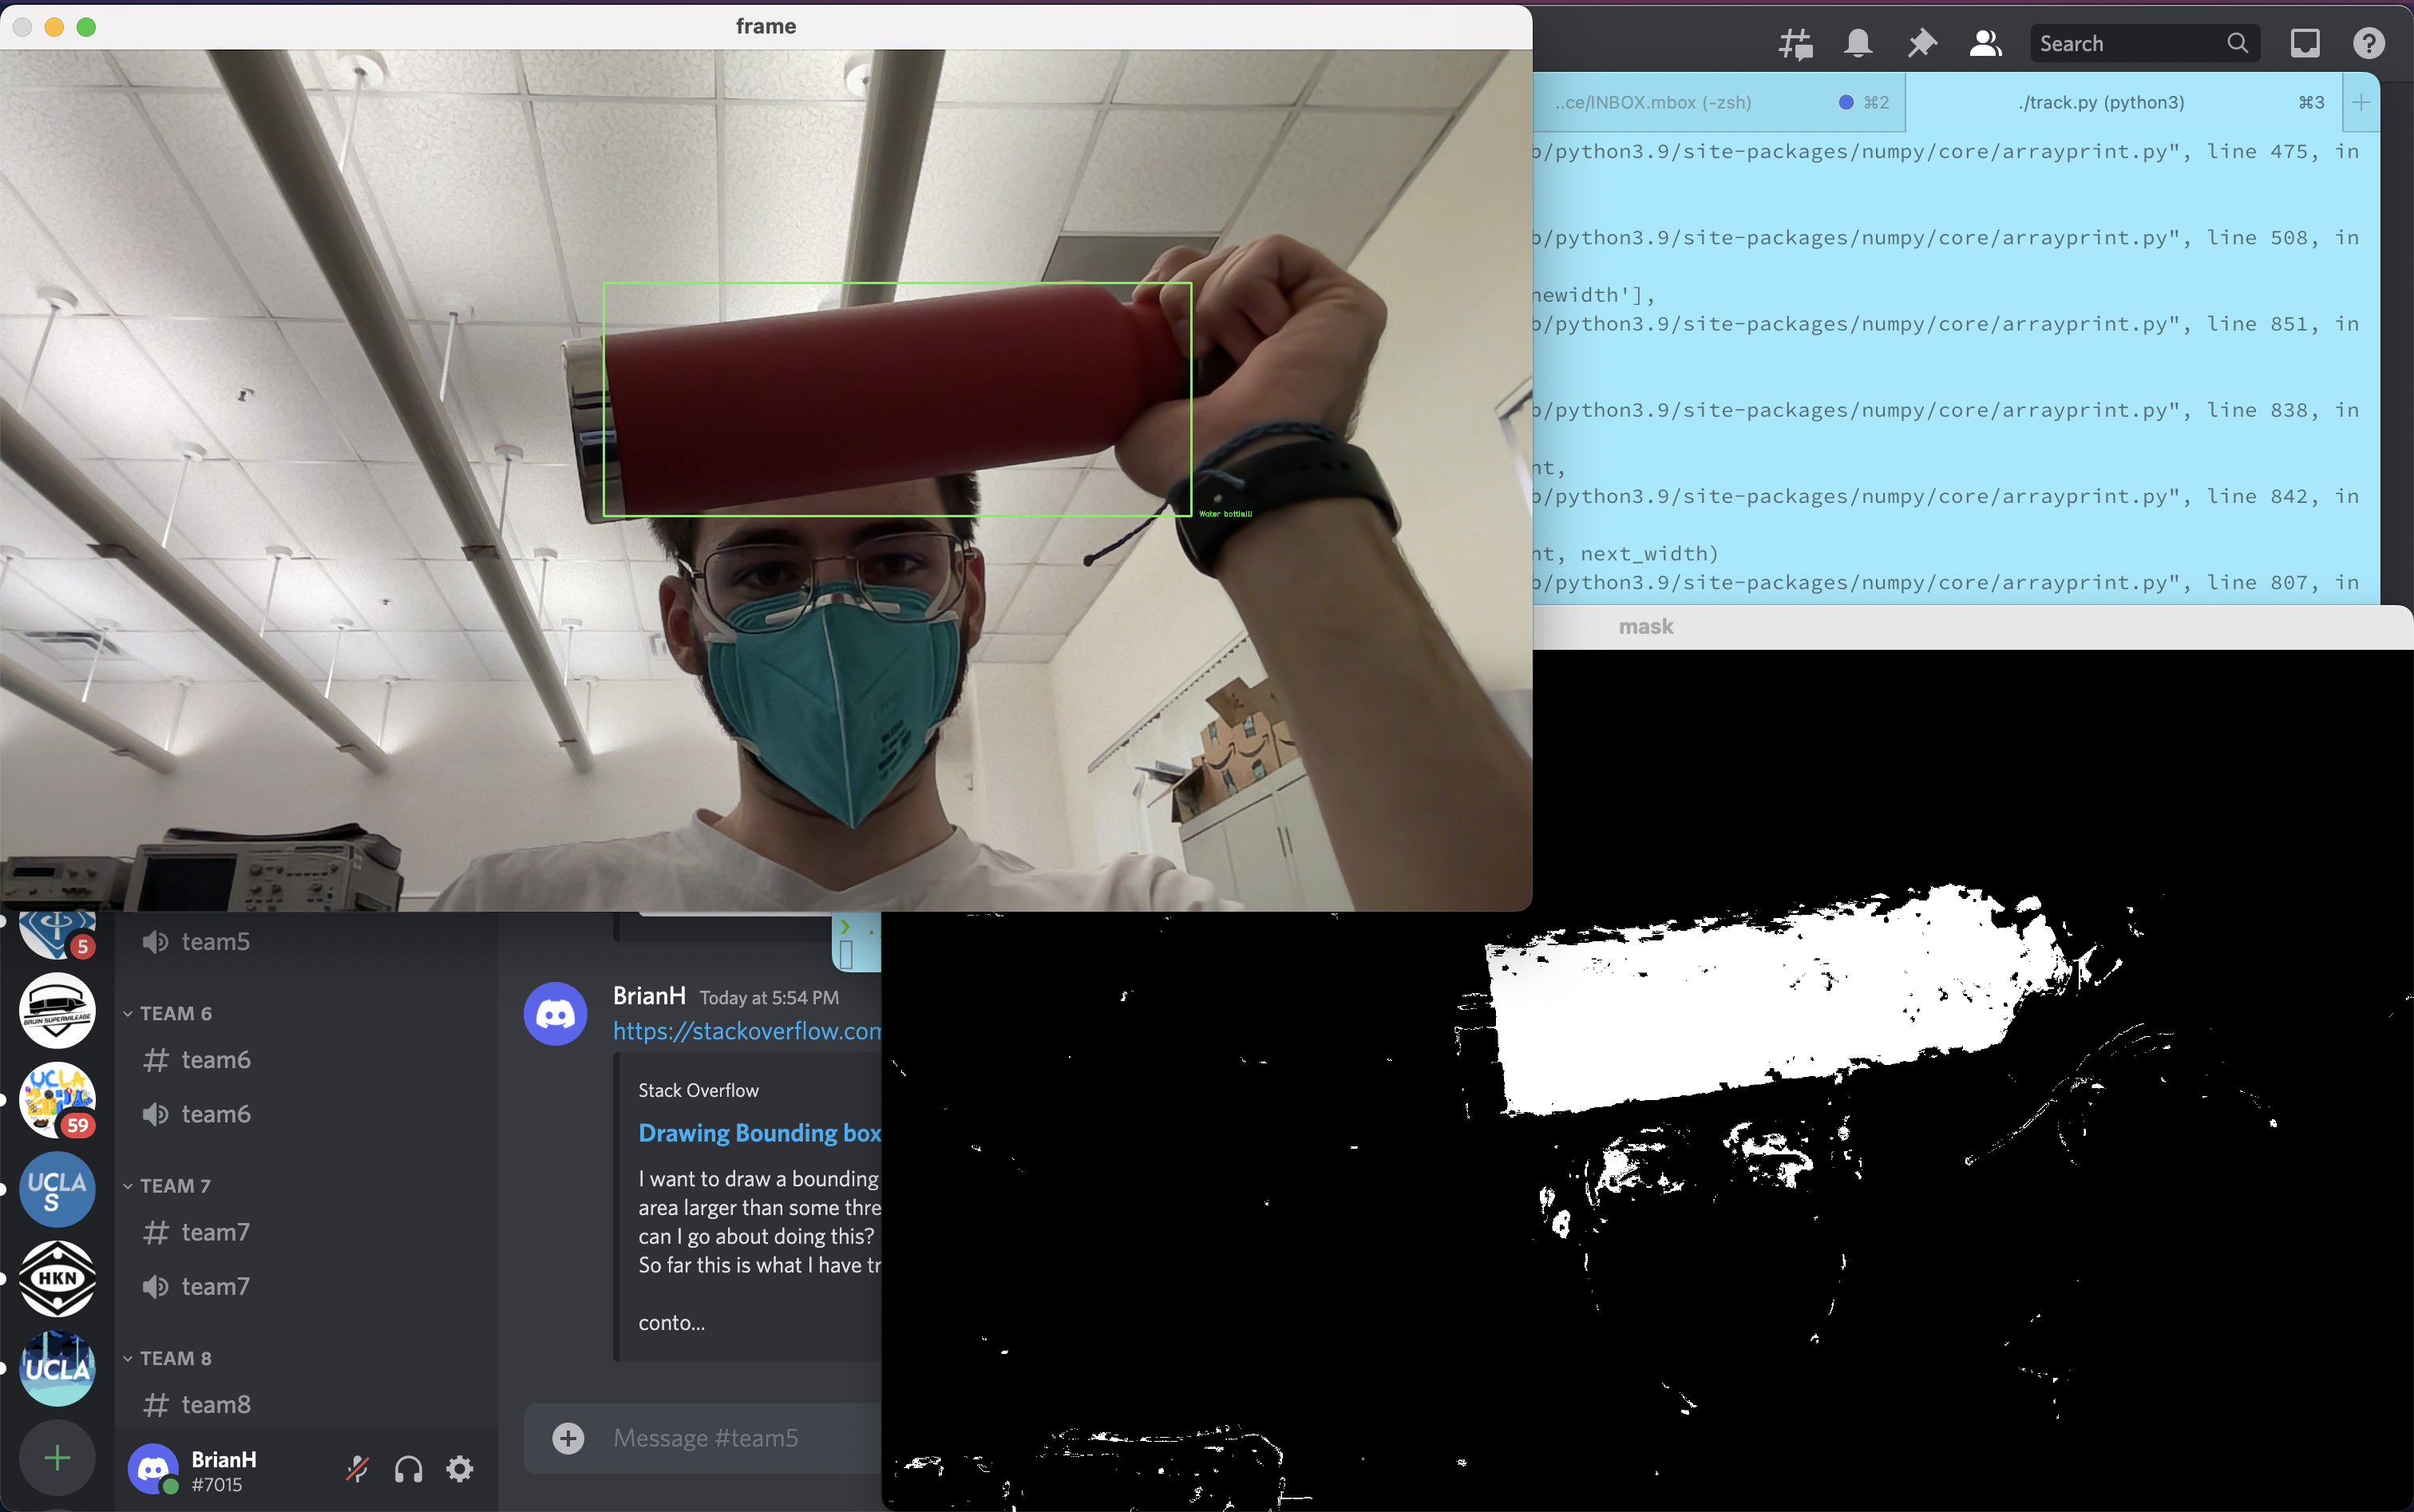 frame
Search
..ce/INBOX.mbox (-zsh)
⌘2
./track.py (python3)
⌘3
b/python3.9/site-packages/numpy/core/arrayprint.py", line 475, in
b/python3.9/site-packages/numpy/core/arrayprint.py", line 508, in
newidth'],
b/python3.9/site-packages/numpy/core/arrayprint.py", line 851, in
b/python3.9/site-packages/numpy/core/arrayprint.py", line 838, in
nt,
b/python3.9/site-packages/numpy/core/arrayprint.py", line 842, in
nt, next_width)
b/python3.9/site-packages/numpy/core/arrayprint.py", line 807, in
Water bottle!!!
mask
5
team5
BRUIN SUPERMILEAGE
TEAM 6
team6
59
team6
UCLA
S
TEAM 7
team7
HKN
team7
UCLA
TEAM 8
team8
BrianH
#7015
BrianH Today at 5:54 PM
https://stackoverflow.com
Stack Overflow
Drawing Bounding box
I want to draw a bounding
area larger than some thre
can I go about doing this?
So far this is what I have tr
conto...
Message #team5